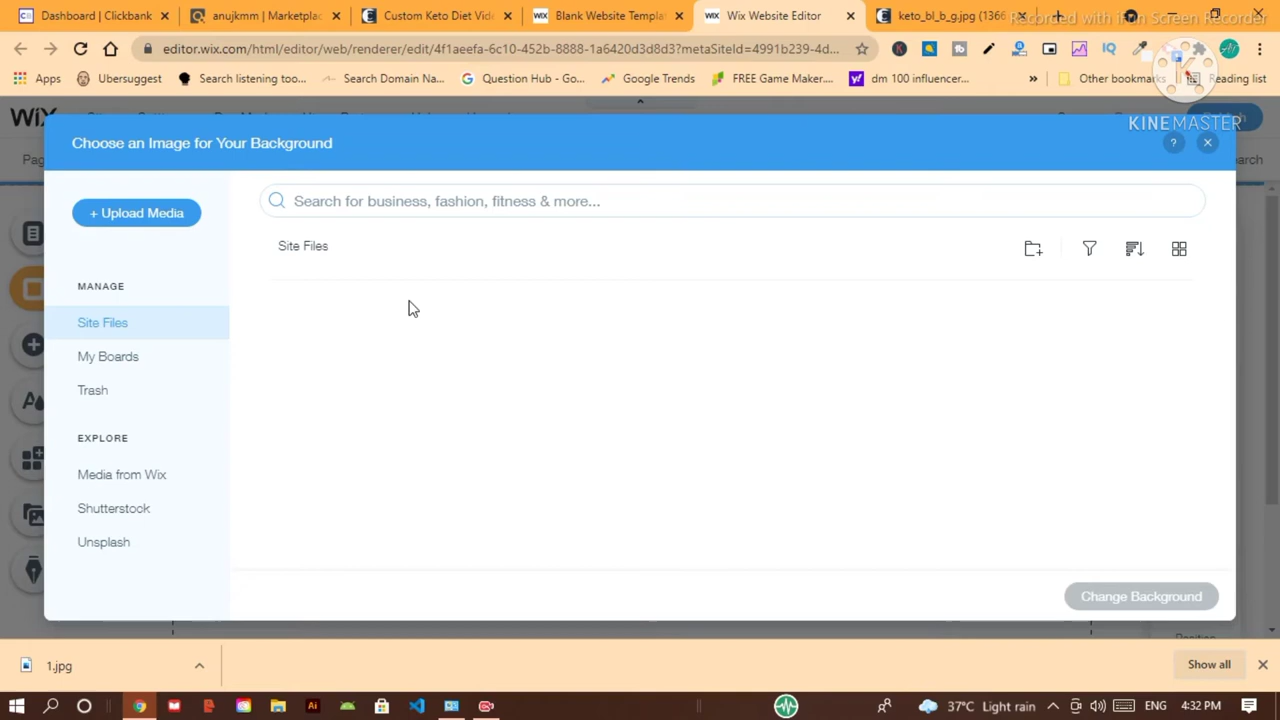 Dashboard | Clickbank
anujkmm | Marketplac
Custom Keto Diet Vide
Blank Website Templat
Wix Website Editor
keto_bl_b_g.jpg (1366
Recorded with iFun Screen Recorder
editor.wix.com/html/editor/web/renderer/edit/4f1aeefa-6c10-452b-8888-1a6420d3d8d3?metaSiteId=4991b239-4d...
Apps
Ubersuggest
Search listening too...
Search Domain Na...
Question Hub - Go...
Google Trends
FREE Game Maker....
dm 100 influencer...
»
Other bookmarks
Reading list
WiX
KINEMASTER
Choose an Image for Your Background
?
+ Upload Media
Search for business, fashion, fitness & more...
Site Files
MANAGE
Site Files
My Boards
Trash
EXPLORE
Media from Wix
Shutterstock
Unsplash
Change Background
1.jpg
Show all
37°C Light rain
ENG
4:32 PM